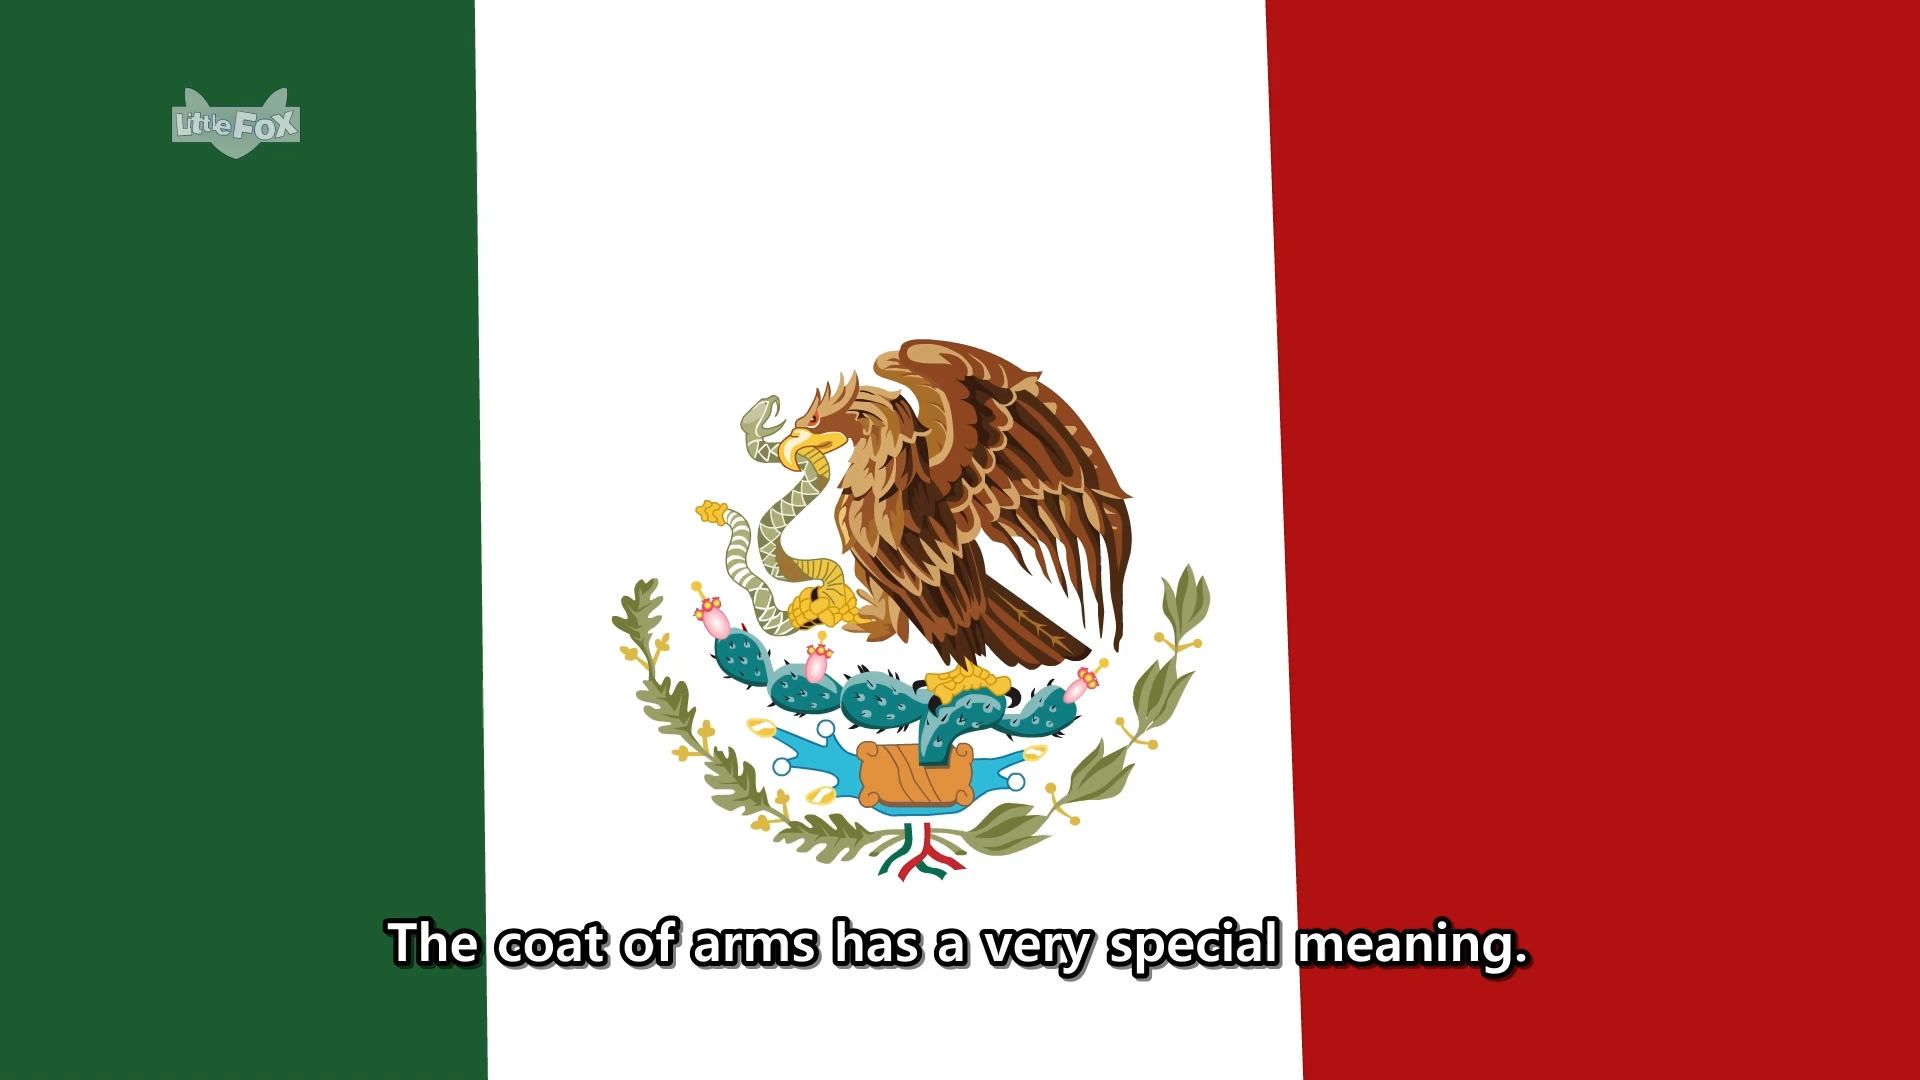 Little Fox
The coat of arms has a very special meaning.